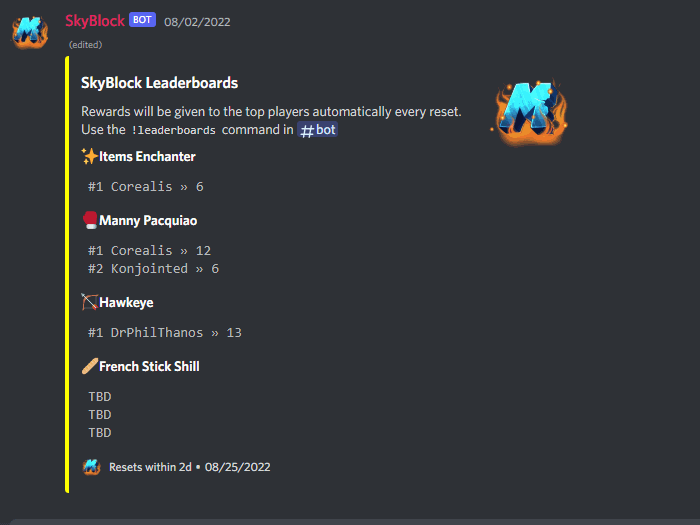 SkyBlock BOT 08/02/2022
(edited)
SkyBlock Leaderboards
Rewards will be given to the top players automatically every reset.
Use the !leaderboards command in #bot
Items Enchanter
#1 Corealis » 6
Manny Pacquiao
#1 Corealis » 12
#2 Konjointed » 6
Hawkeye
#1 DrPhilThanos » 13
French Stick Shill
TBD
TBD
TBD
Resets within 2d • 08/25/2022